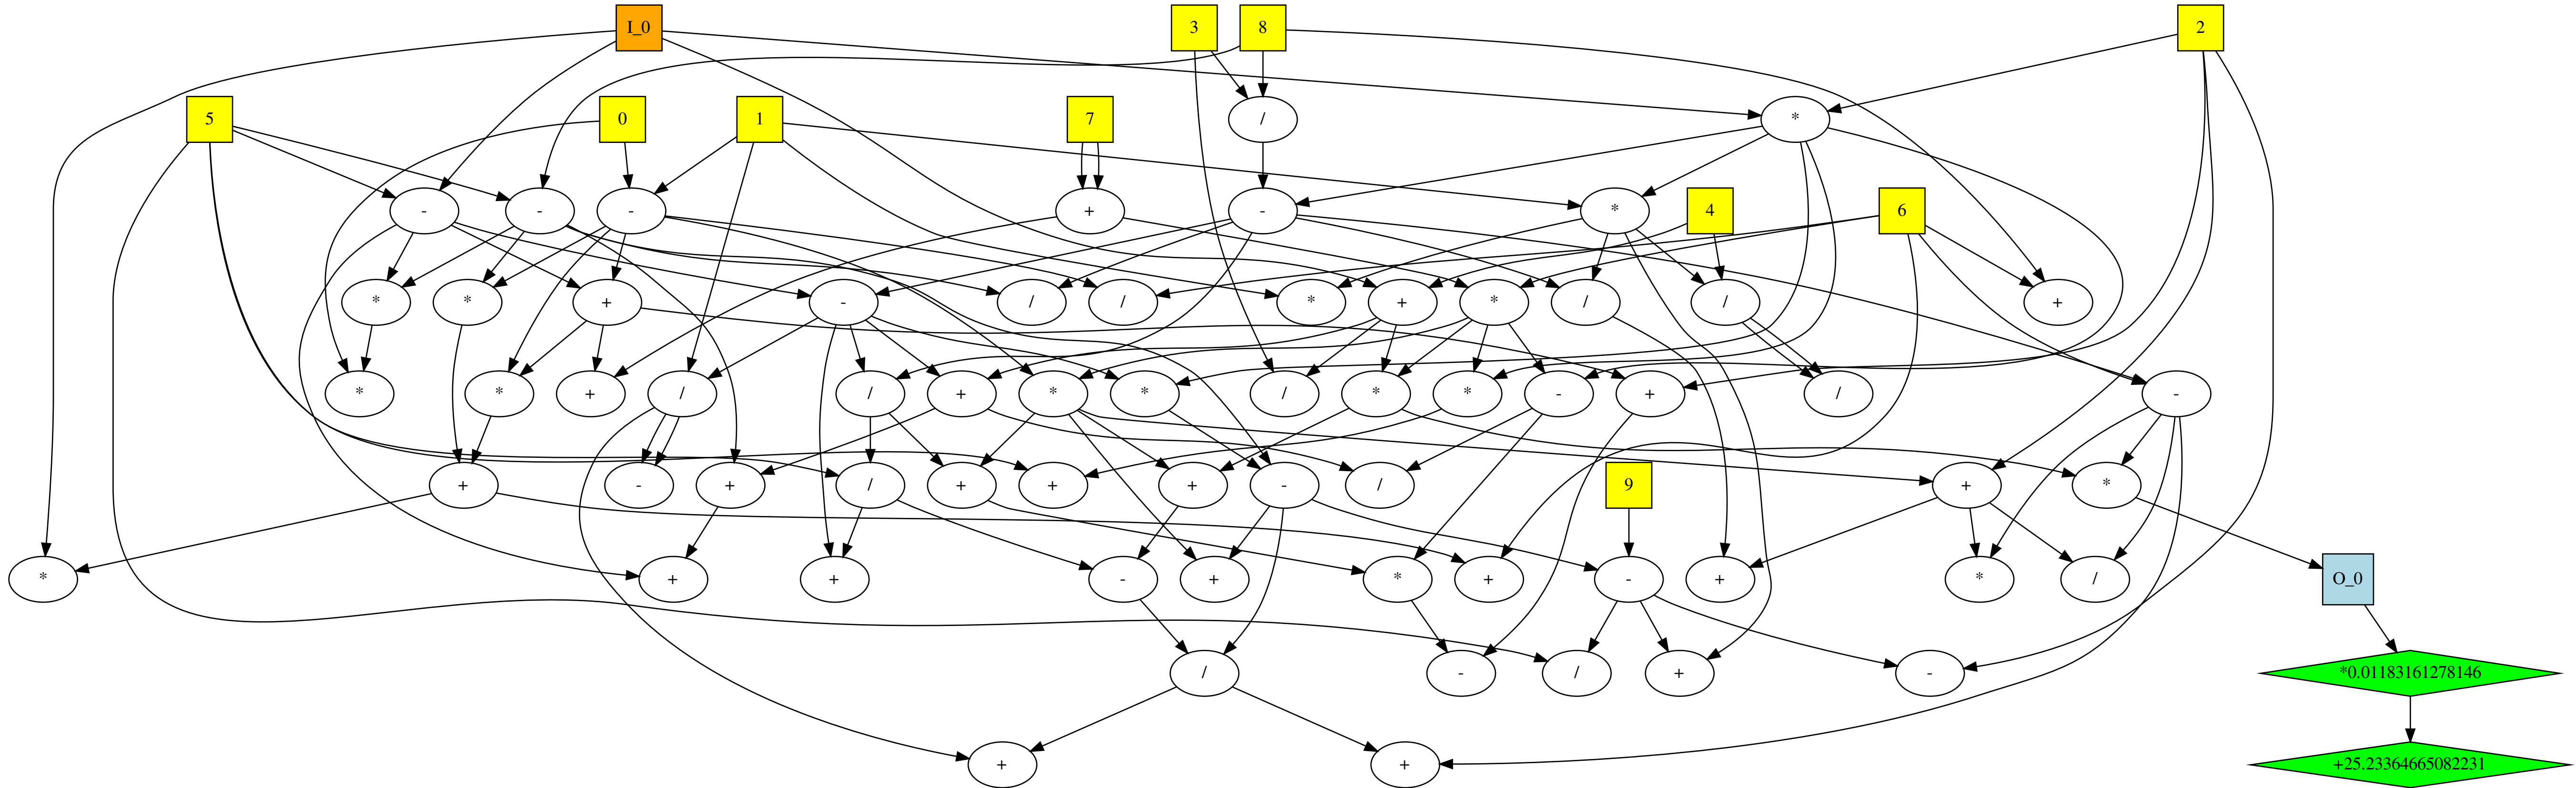 I_0 3 8 2
5 0 1 7 / *
- - - + - * 4 6
* * + - / / * + * / / +
* * + / / + * * / * * - + / -
+ - + / + + + - / 9 + *
* + + - + * + - + * / O_0
/ - / + - *0.01183161278146
+ + +25.23364665082231